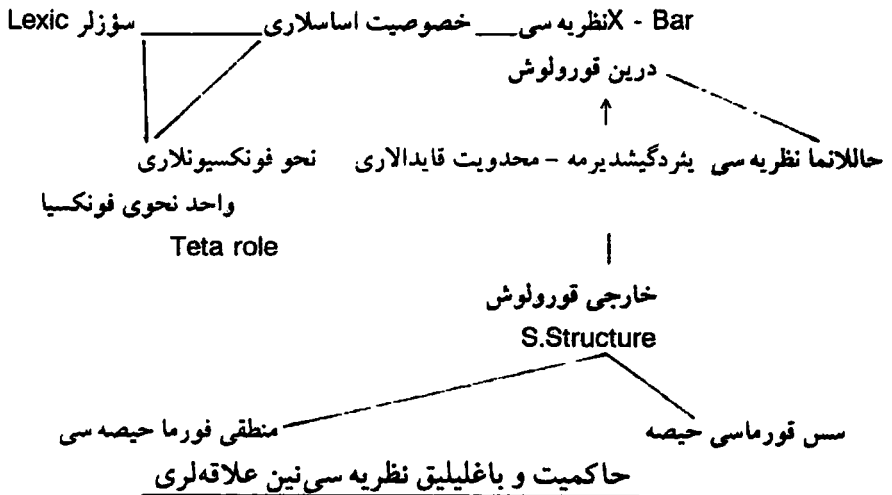 X - Bar نظریه سی ___ خصوصیت اساسلاری ______ سؤزلر Lexic
درین قورولوش
حاللانما نظریه سی یئردگیشدیرمه - محدویت قایدالاری نحو فونکسیونلاری
واحد نحوی فونکسیا
Teta role
خارجی قورولوش
S.Structure
سس قورماسی حیصه منطقی فورما حیصه سی
حاکمیت و باغلیلیق نظریه سی‌نین علاقه‌لری